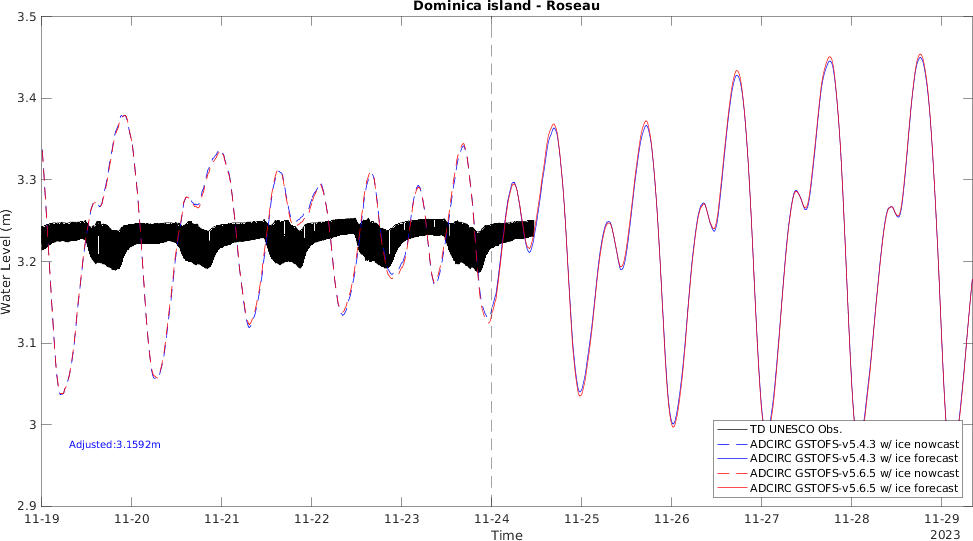 Dominica island - Roseau
3.5
3.4
3.3
3.2
3.1
3
2.9
Water Level (m)
Adjusted:3.1592m
TD UNESCO Obs.
ADCIRC GSTOFS-v5.4.3 w/ ice nowcast
ADCIRC GSTOFS-v5.4.3 w/ ice forecast
ADCIRC GSTOFS-v5.6.5 w/ ice nowcast
ADCIRC GSTOFS-v5.6.5 w/ ice forecast
11-19 11-20 11-21 11-22 11-23 11-24 11-25 11-26 11-27 11-28 11-29
Time
2023